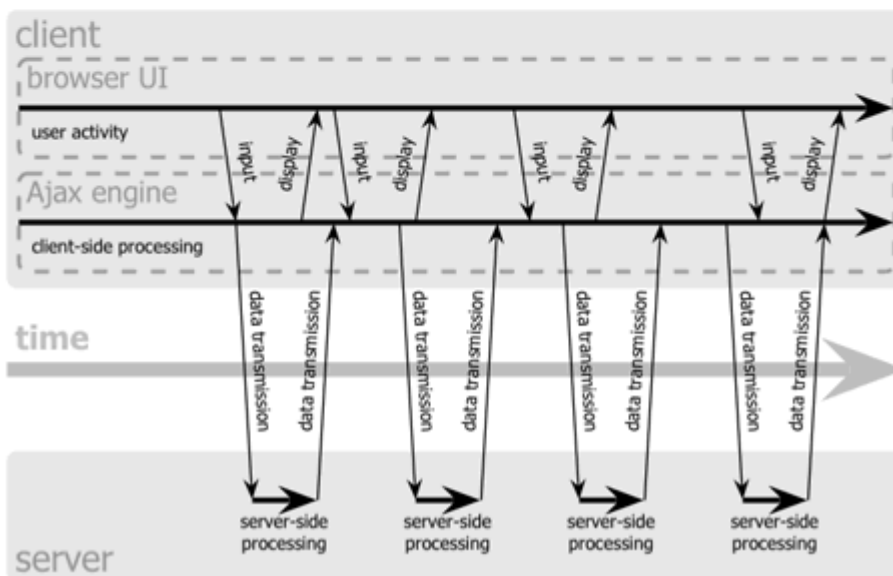 client
browser UI
user activity
input
display
input
display
input
display
input
display
Ajax engine
client-side processing
data transmission
data transmission
data transmission
data transmission
data transmission
data transmission
data transmission
data transmission
time
server-side
processing
server-side
processing
server-side
processing
server-side
processing
server